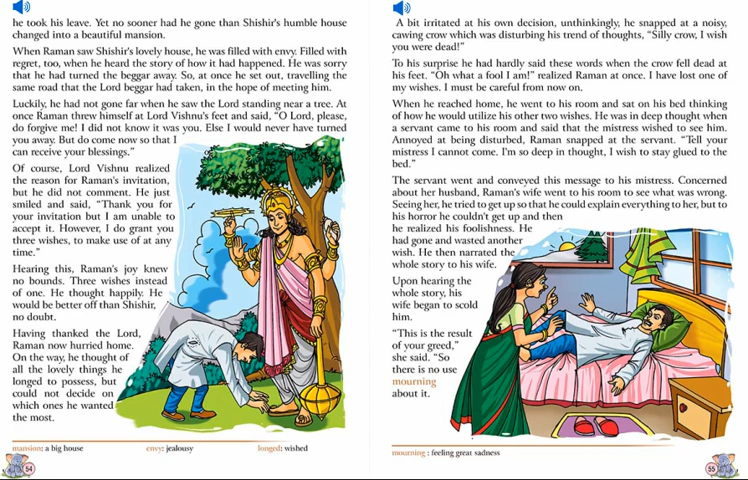 he took his leave. Yet no sooner had he gone than Shishir's humble house
changed into a beautiful mansion.
When Raman saw Shishir's lovely house, he was filled with envy. Filled with
regret, too, when he heard the story of how it had happened. He was sorry
that he had turned the beggar away. So, at once he set out, travelling the
same road that the Lord beggar had taken, in the hope of meeting him.
Luckily, he had not gone far when he saw the Lord standing near a tree. At
once Raman threw himself at Lord Vishnu's feet and said, "O Lord, please,
do forgive me! I did not know it was you. Else I would never have turned
you away. But do come now so that I
can receive your blessings."
Of course, Lord Vishnu realized
the reason for Raman's invitation,
but he did not comment. He just
smiled and said, "Thank you for
your invitation but I am unable to
accept it. However, I do grant you
three wishes, to make use of at any
time."
Hearing this, Raman's joy knew
no bounds. Three wishes instead
of one. He thought happily. He
would be better off than Shishir,
no doubt.
Having thanked the Lord,
Raman now hurried home.
On the way, he thought of
all the lovely things he
longed to possess, but
could not decide on
which ones he wanted
the most.
mansion: a big house envy: jealousy longed: wished
54
A bit irritated at his own decision, unthinkingly, he snapped at a noisy,
cawing crow which was disturbing his trend of thoughts, "Silly crow, I wish
you were dead!"
To his surprise he had hardly said these words when the crow fell dead at
his feet. "Oh what a fool I am!" realized Raman at once. I have lost one of
my wishes. I must be careful from now on.
When he reached home, he went to his room and sat on his bed thinking
of how he would utilize his other two wishes. He was in deep thought when
a servant came to his room and said that the mistress wished to see him.
Annoyed at being disturbed, Raman snapped at the servant. "Tell your
mistress I cannot come. I'm so deep in thought, I wish to stay glued to the
bed."
The servant went and conveyed this message to his mistress. Concerned
about her husband, Raman's wife went to his room to see what was wrong.
Seeing her, he tried to get up so that he could explain everything to her, but to
his horror he couldn't get up and then
he realized his foolishness. He
had gone and wasted another
wish. He then narrated the
whole story to his wife.
Upon hearing the
whole story, his
wife began to scold
him.
"This is the result
of your greed,"
she said. "So
there is no use
mourning
about it.
mourning : feeling great sadness
55